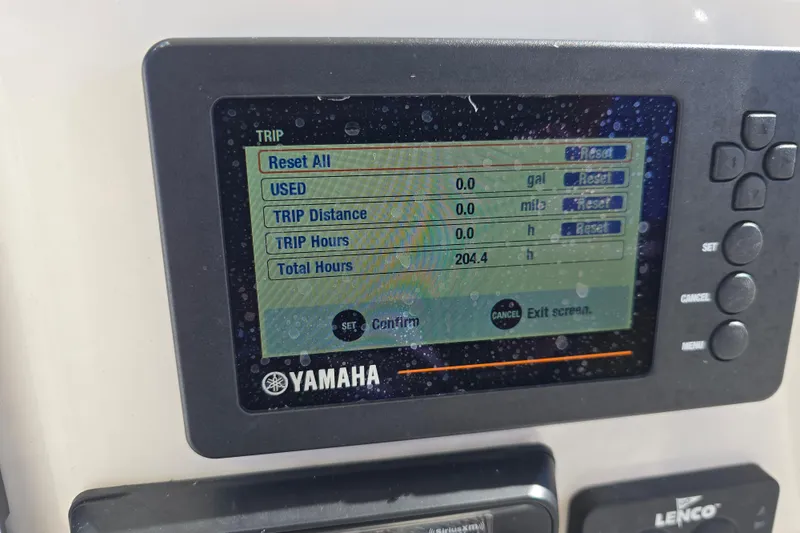 TRIP
Reset All Reset
USED 0.0 gal Reset
TRIP Distance 0.0 mile Reset
TRIP Hours 0.0 h Reset
Total Hours 204.4 h
SET Confirm CANCEL Exit screen.
YAMAHA
SET
CANCEL
MENU
SiriusXM
LENCO